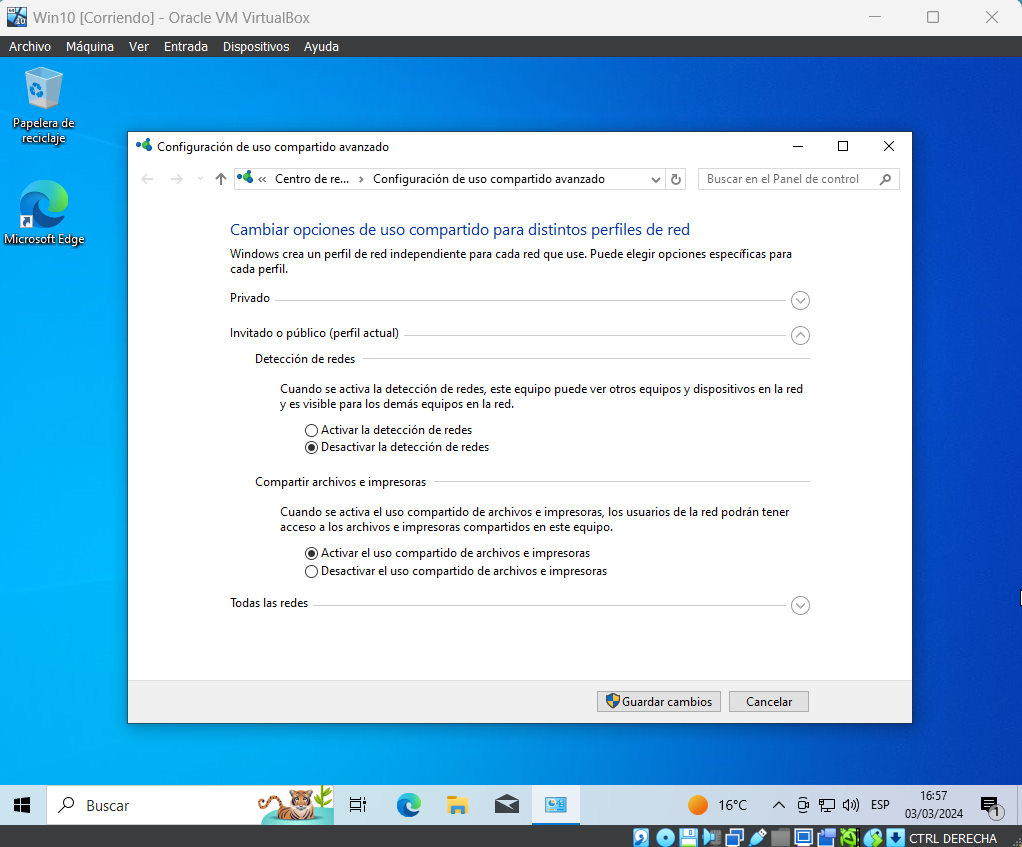 Win10 [Corriendo] - Oracle VM VirtualBox
Archivo Máquina Ver Entrada Dispositivos Ayuda
Papelera de
reciclaje
Microsoft Edge
Configuración de uso compartido avanzado
« Centro de re... › Configuración de uso compartido avanzado
Buscar en el Panel de control
Cambiar opciones de uso compartido para distintos perfiles de red
Windows crea un perfil de red independiente para cada red que use. Puede elegir opciones específicas para
cada perfil.
Privado
Invitado o público (perfil actual)
Detección de redes
Cuando se activa la detección de redes, este equipo puede ver otros equipos y dispositivos en la red
y es visible para los demás equipos en la red.
Activar la detección de redes
Desactivar la detección de redes
Compartir archivos e impresoras
Cuando se activa el uso compartido de archivos e impresoras, los usuarios de la red podrán tener
acceso a los archivos e impresoras compartidos en este equipo.
Activar el uso compartido de archivos e impresoras
Desactivar el uso compartido de archivos e impresoras
Todas las redes
Guardar cambios Cancelar
Buscar
16°C
ESP
16:57
03/03/2024
1
CTRL DERECHA